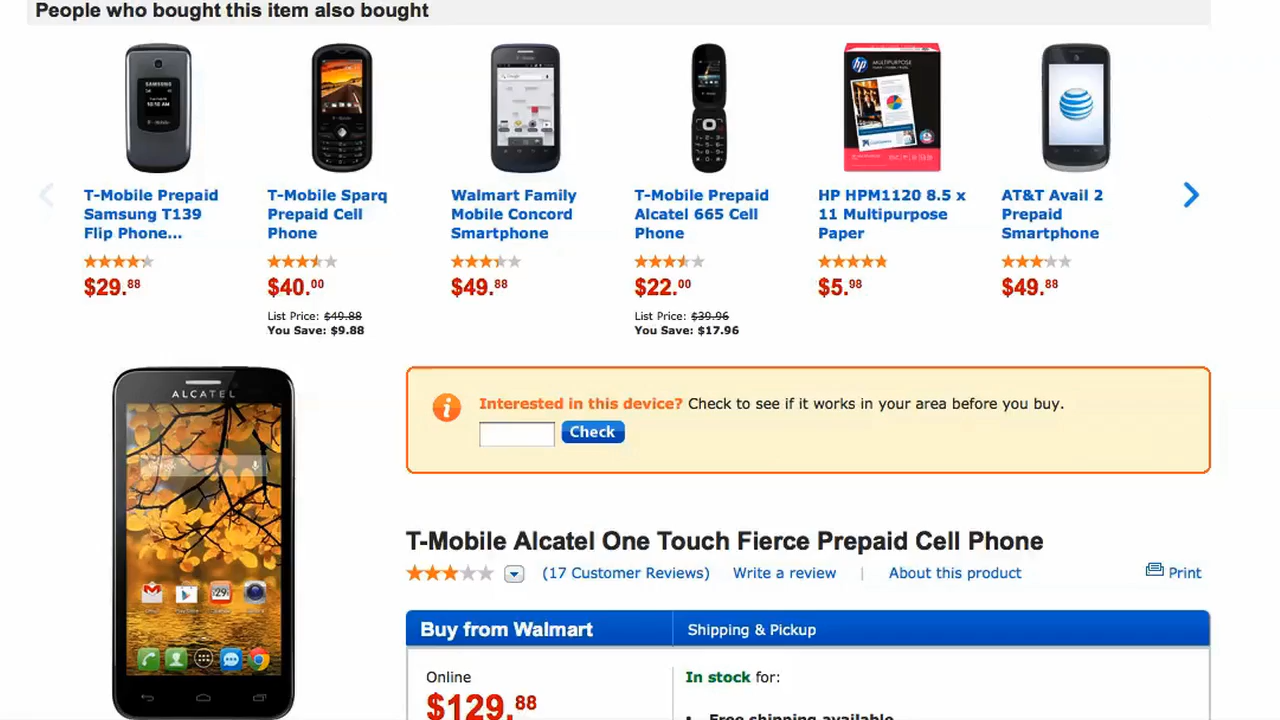 People who bought this item also bought
T-Mobile Prepaid
Samsung T139
Flip Phone...
$29.88
T-Mobile Sparq
Prepaid Cell
Phone
$40.00
List Price: $49.88
You Save: $9.88
Walmart Family
Mobile Concord
Smartphone
$49.88
T-Mobile Prepaid
Alcatel 665 Cell
Phone
$22.00
List Price: $39.96
You Save: $17.96
HP HPM1120 8.5 x
11 Multipurpose
Paper
$5.98
AT&T Avail 2
Prepaid
Smartphone
$49.88
ALCATEL
Interested in this device? Check to see if it works in your area before you buy.
Check
T-Mobile Alcatel One Touch Fierce Prepaid Cell Phone
(17 Customer Reviews) Write a review | About this product
Print
Buy from Walmart
Shipping & Pickup
Online
$129.88
In stock for:
• Free shipping available